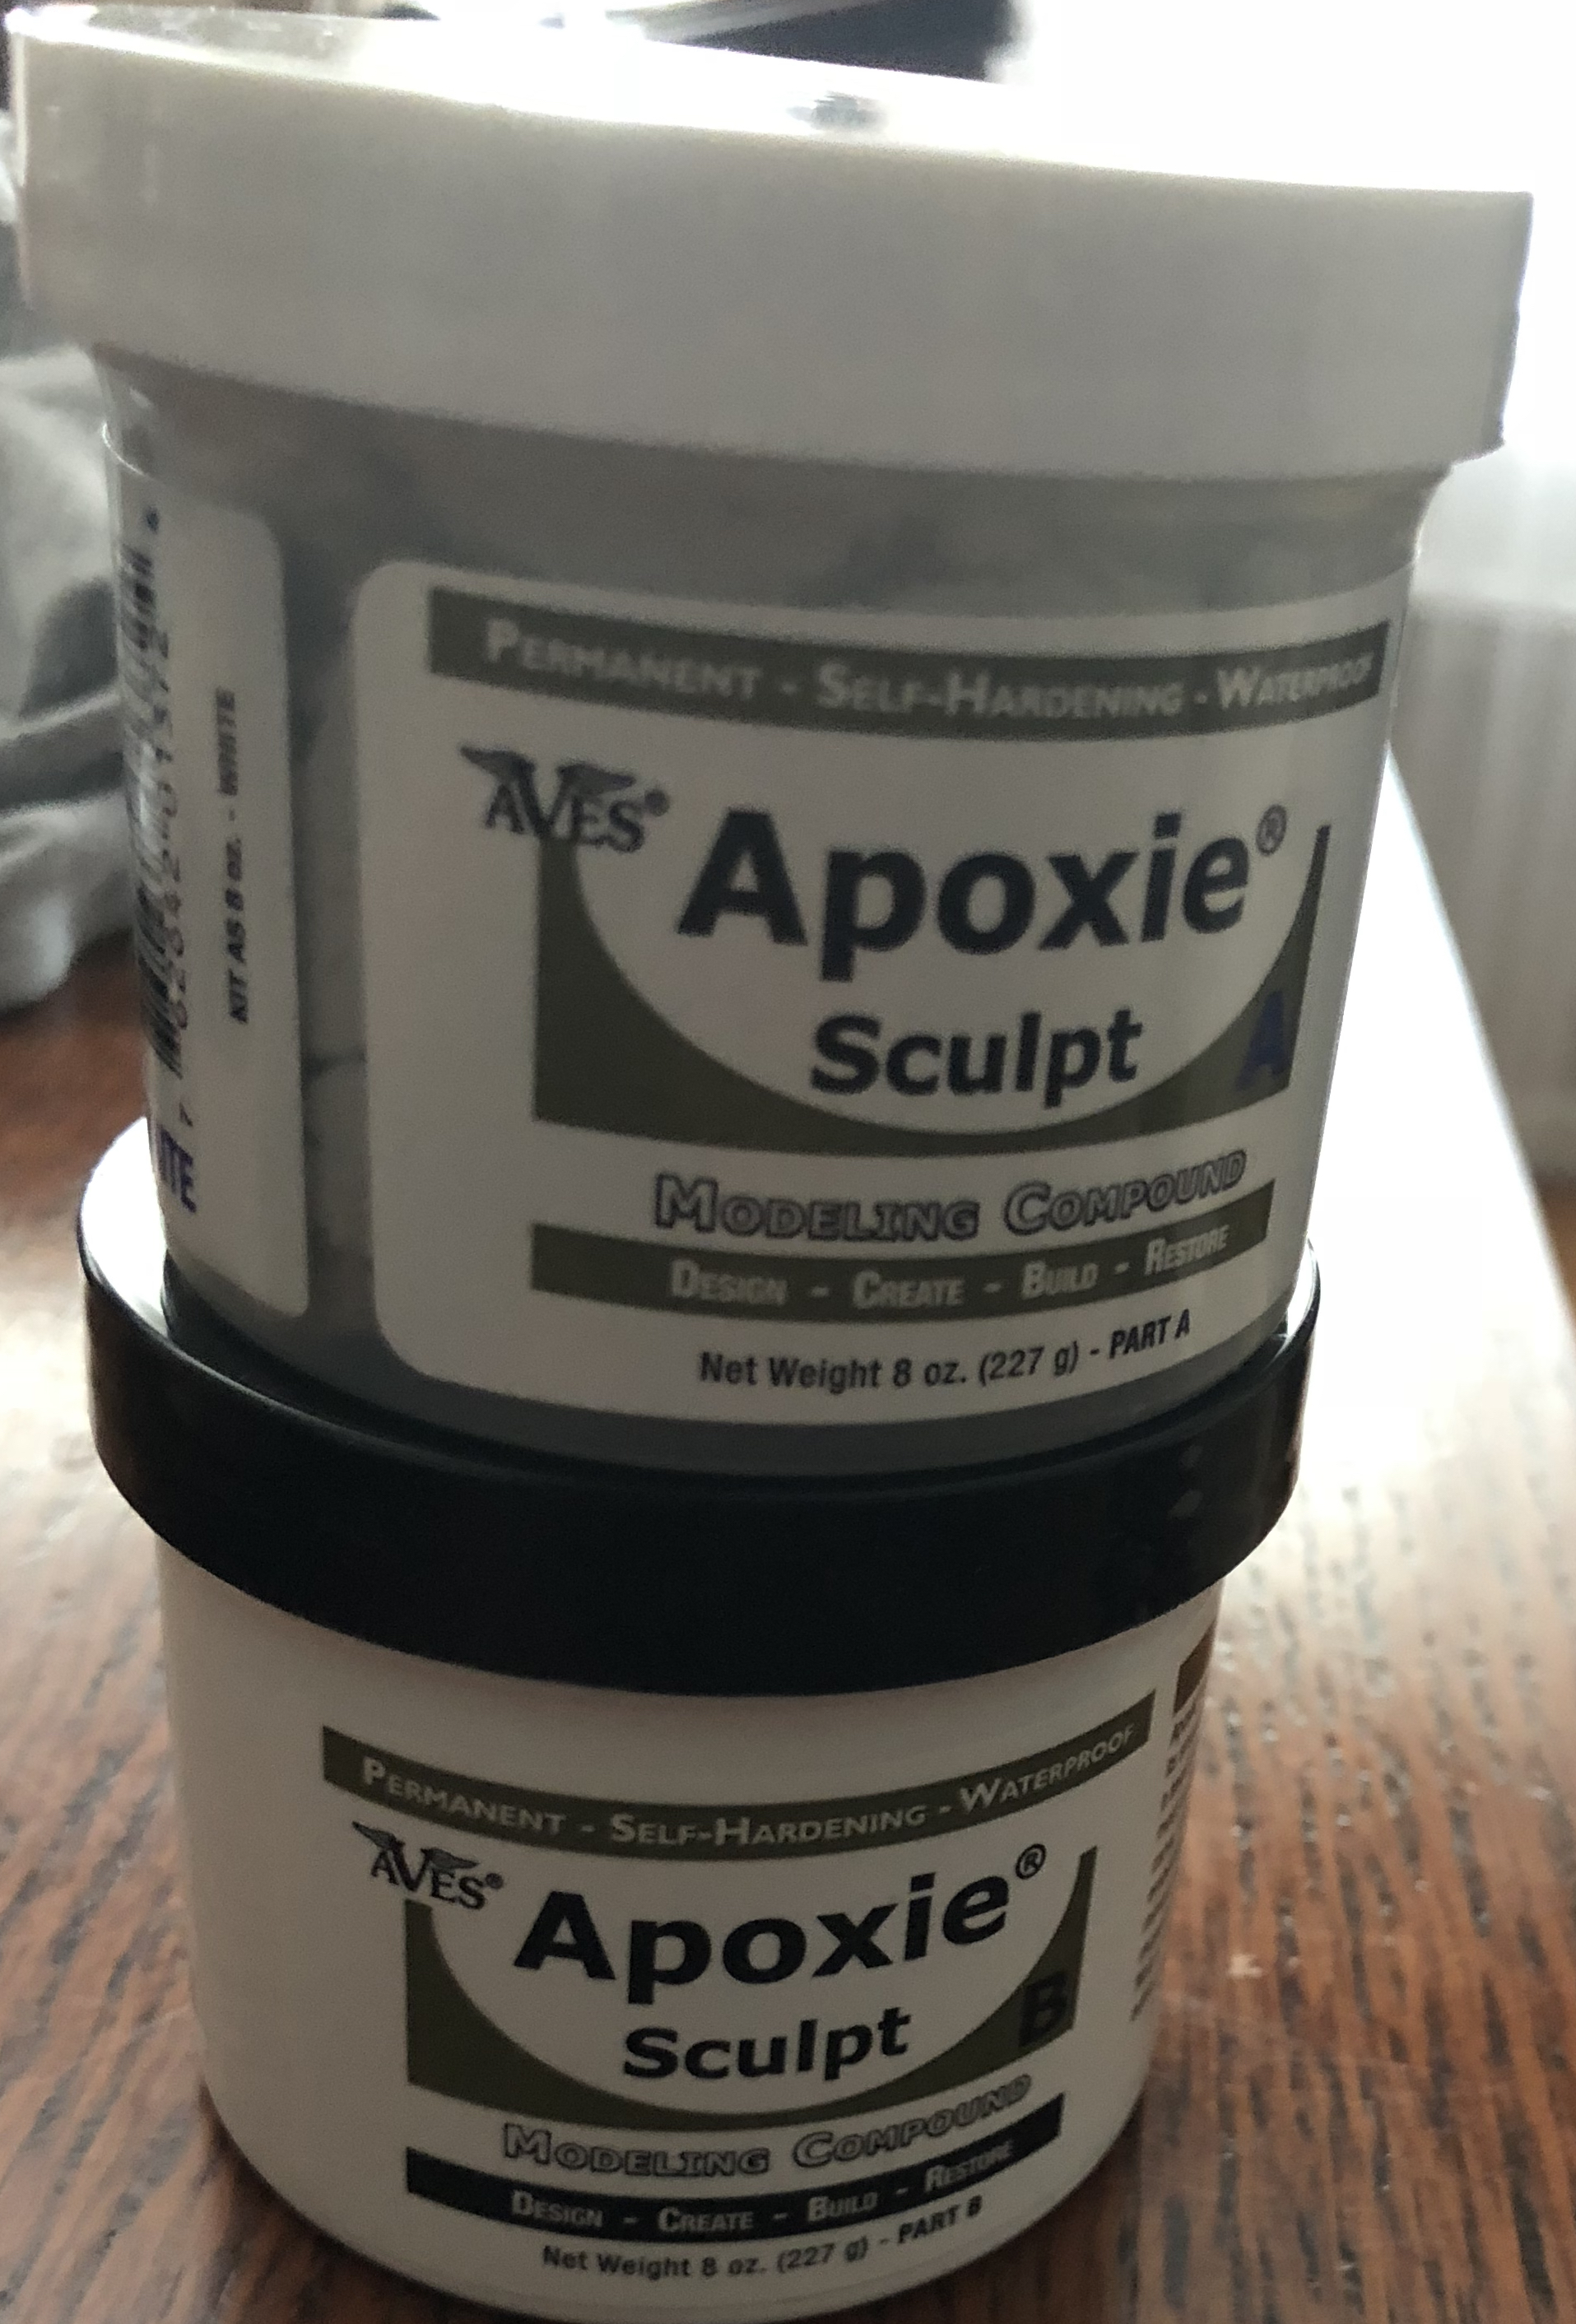 PERMANENT - SELF-HARDENING - WATERPROOF
AVES®
Apoxie®
Sculpt
A
MODELING COMPOUND
DESIGN - CREATE - BUILD - RESTORE
Net Weight 8 oz. (227 g) - PART A
KIT AS 8 oz. - WHITE
PERMANENT - SELF-HARDENING - WATERPROOF
AVES®
Apoxie®
Sculpt
B
MODELING COMPOUND
DESIGN - CREATE - BUILD - RESTORE
Net Weight 8 oz. (227 g) - PART B